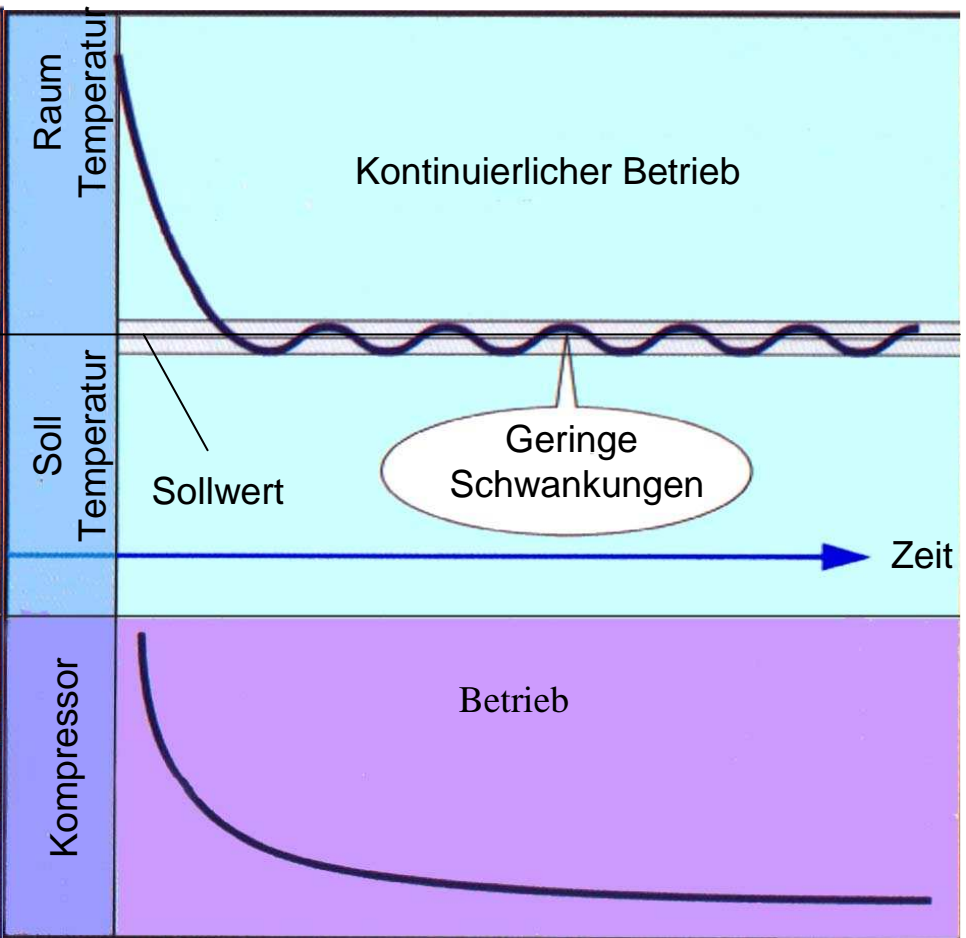 Raum
Temperatur
Kontinuierlicher Betrieb
Soll
Temperatur
Sollwert
Geringe
Schwankungen
Zeit
Kompressor
Betrieb